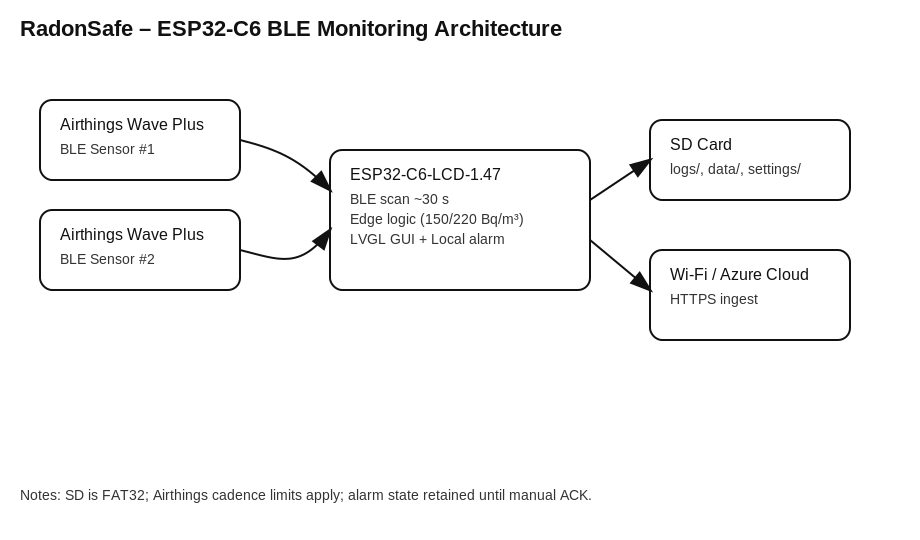 RadonSafe – ESP32-C6 BLE Monitoring Architecture
Airthings Wave Plus
BLE Sensor #1
Airthings Wave Plus
BLE Sensor #2
ESP32-C6-LCD-1.47
BLE scan ~30 s
Edge logic (150/220 Bq/m³)
LVGL GUI + Local alarm
SD Card
logs/, data/, settings/
Wi-Fi / Azure Cloud
HTTPS ingest
Notes: SD is FAT32; Airthings cadence limits apply; alarm state retained until manual ACK.